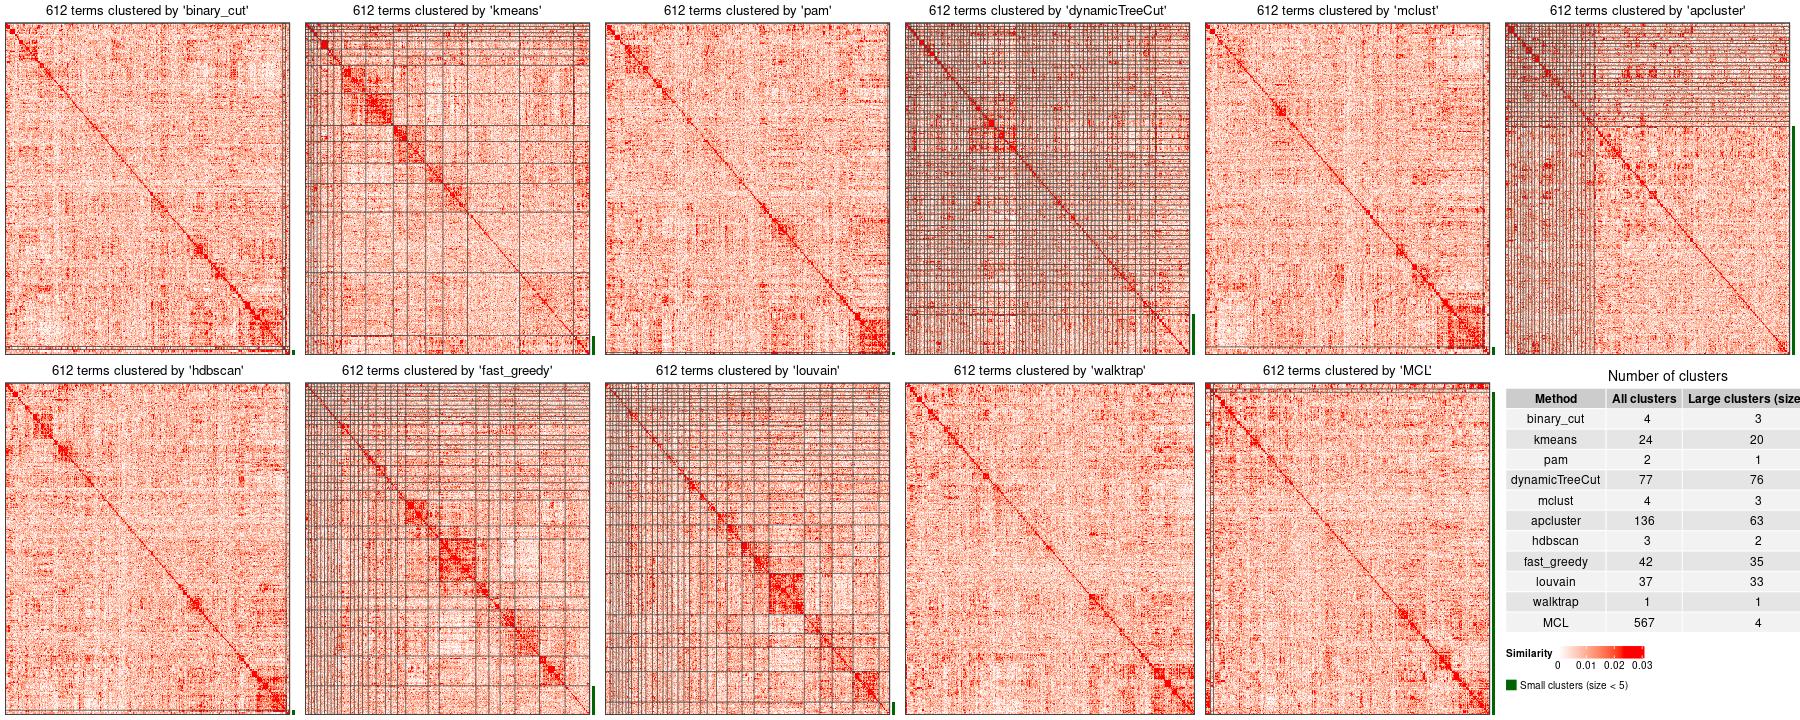 612 terms clustered by 'binary_cut'
612 terms clustered by 'kmeans'
612 terms clustered by 'pam'
612 terms clustered by 'dynamicTreeCut'
612 terms clustered by 'mclust'
612 terms clustered by 'apcluster'
612 terms clustered by 'hdbscan'
612 terms clustered by 'fast_greedy'
612 terms clustered by 'louvain'
612 terms clustered by 'walktrap'
612 terms clustered by 'MCL'
Number of clusters
Method All clusters Large clusters (size
binary_cut 4 3
kmeans 24 20
pam 2 1
dynamicTreeCut 77 76
mclust 4 3
apcluster 136 63
hdbscan 3 2
fast_greedy 42 35
louvain 37 33
walktrap 1 1
MCL 567 4
Similarity
0 0.01 0.02 0.03
Small clusters (size < 5)